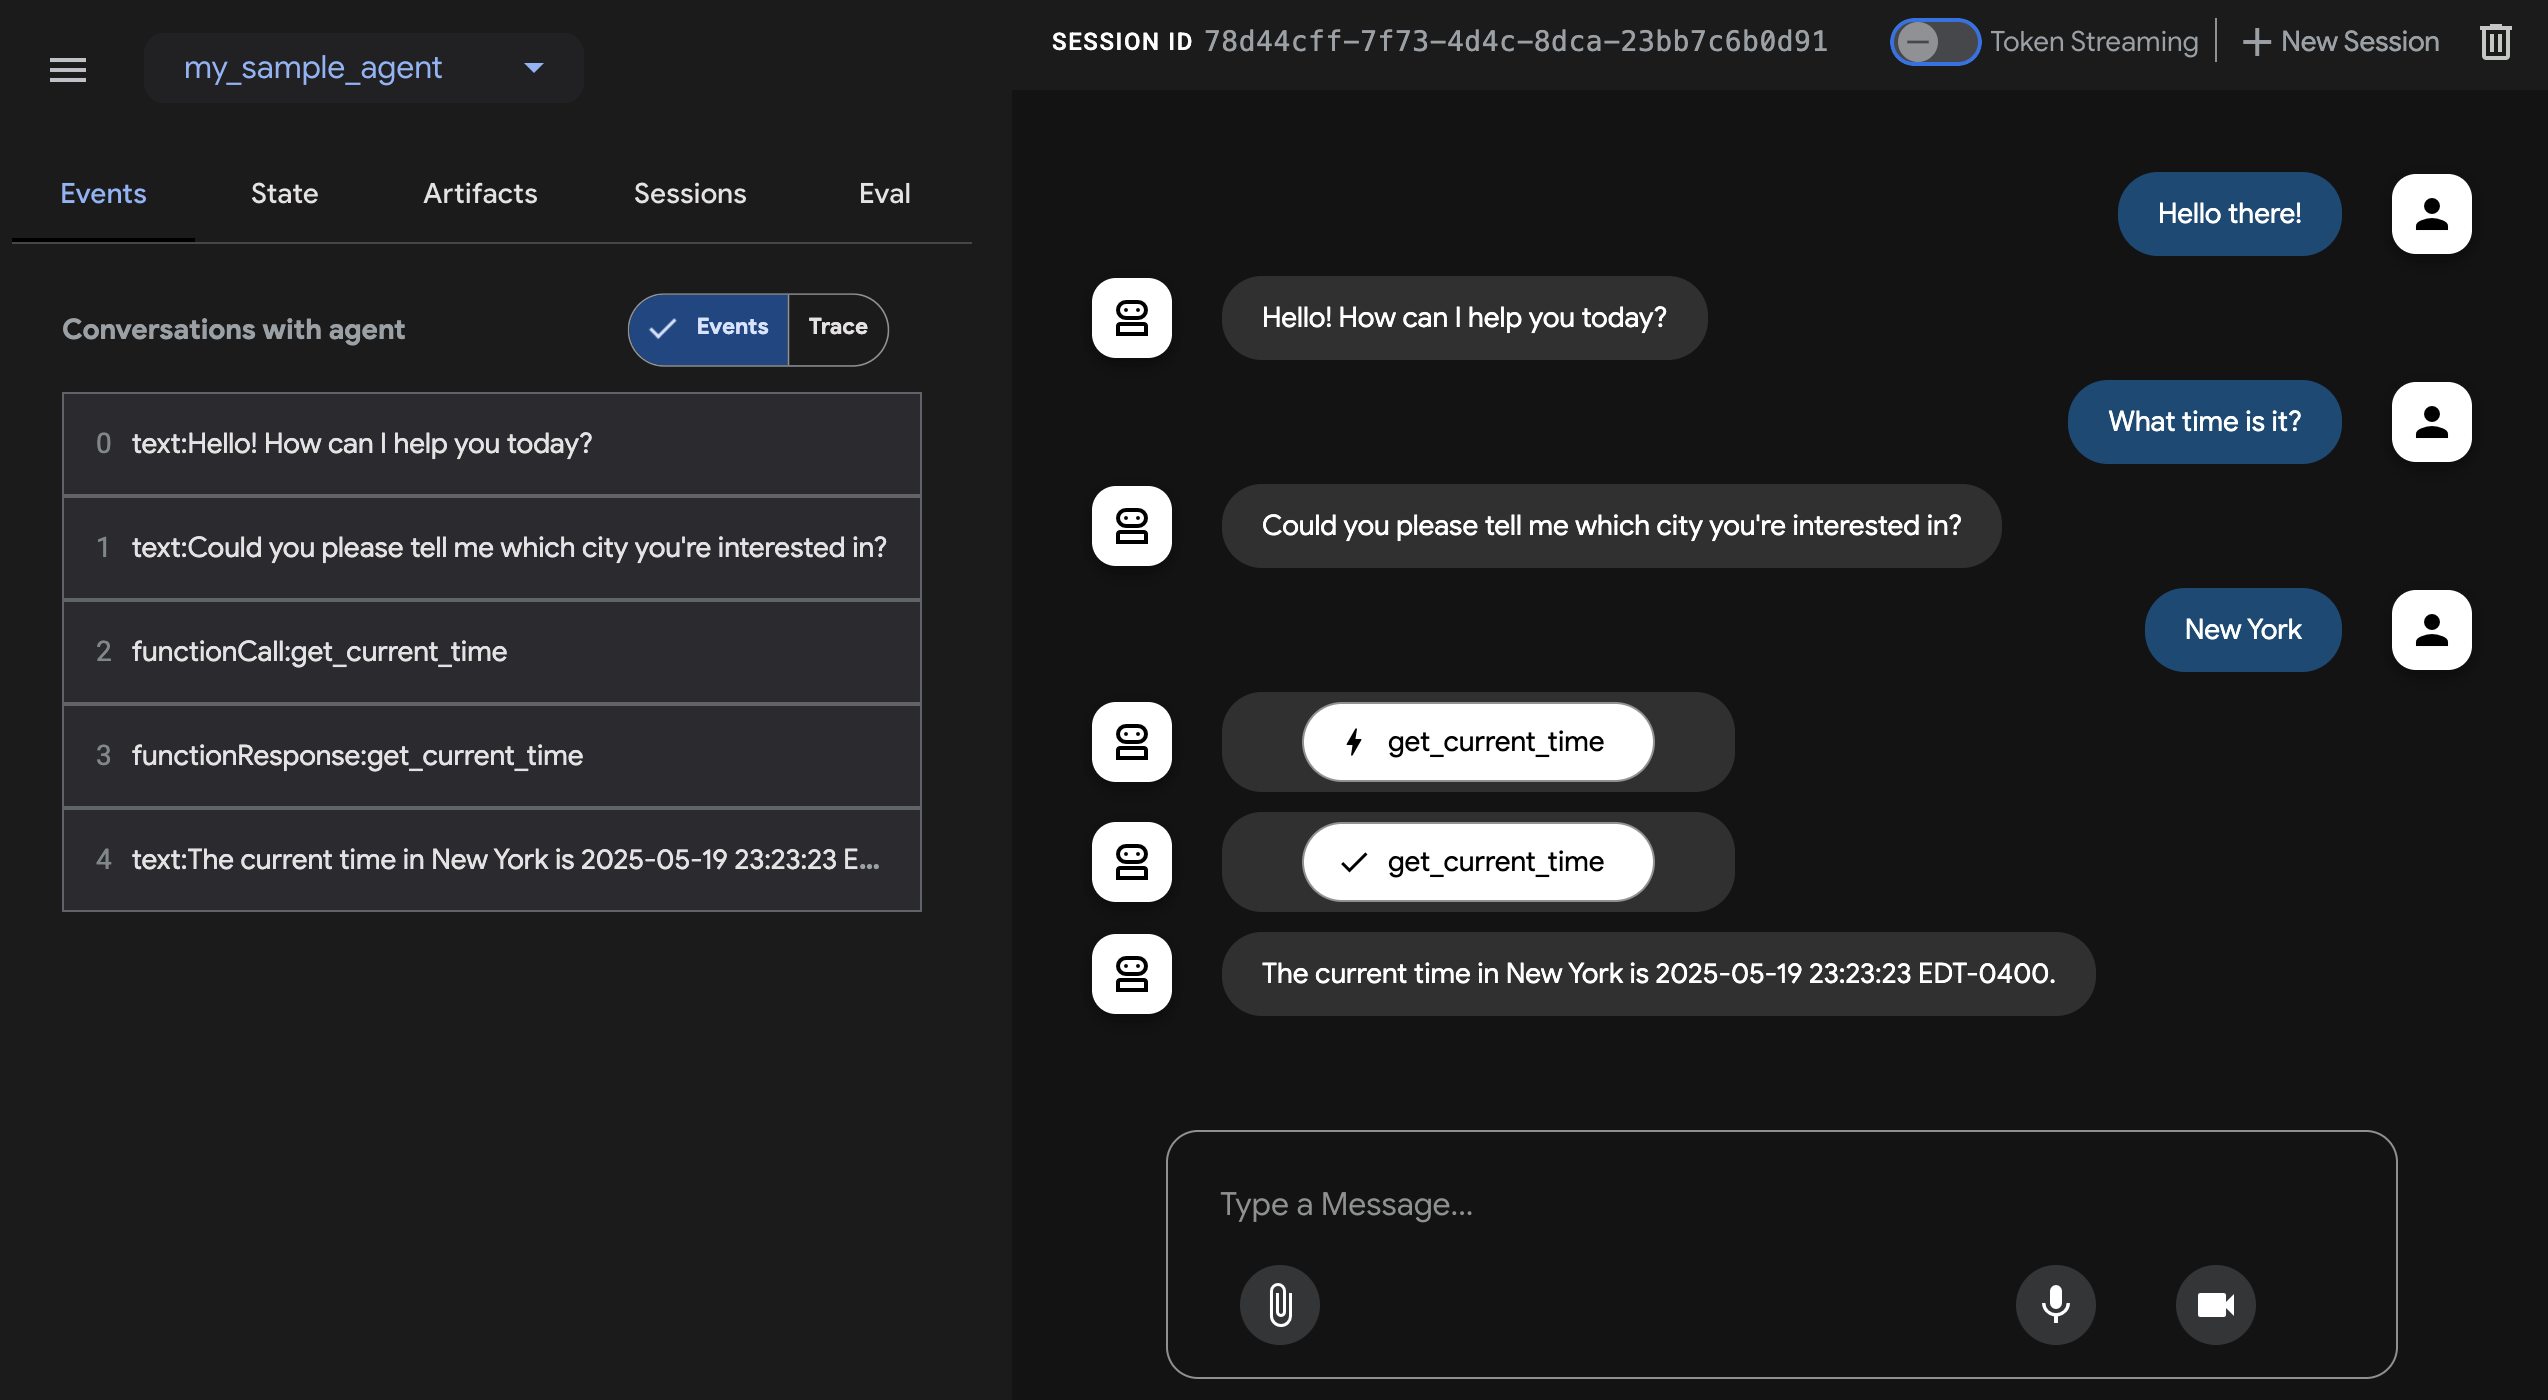 my_sample_agent
SESSION ID 78d44cff-7f73-4d4c-8dca-23bb7c6b0d91
Token Streaming
New Session
Events
State
Artifacts
Sessions
Eval
Conversations with agent
Events
Trace
0 text:Hello! How can I help you today?
1 text:Could you please tell me which city you're interested in?
2 functionCall:get_current_time
3 functionResponse:get_current_time
4 text:The current time in New York is 2025-05-19 23:23:23 E...
Hello there!
Hello! How can I help you today?
What time is it?
Could you please tell me which city you're interested in?
New York
get_current_time
get_current_time
The current time in New York is 2025-05-19 23:23:23 EDT-0400.
Type a Message...